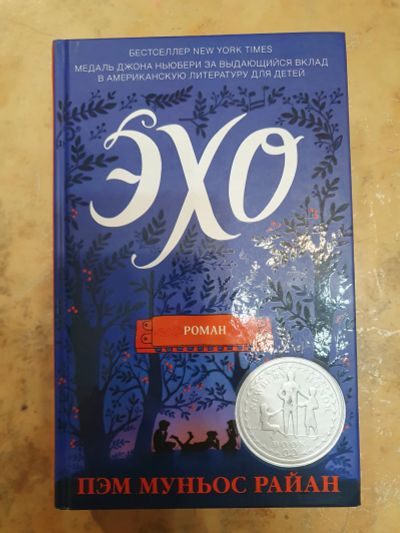 БЕСТСЕЛЛЕР NEW YORK TIMES
МЕДАЛЬ ДЖОНА НЬЮБЕРИ ЗА ВЫДАЮЩИЙСЯ ВКЛАД
В АМЕРИКАНСКУЮ ЛИТЕРАТУРУ ДЛЯ ДЕТЕЙ
ЭХО
РОМАН
ПЭМ МУНЬОС РАЙАН